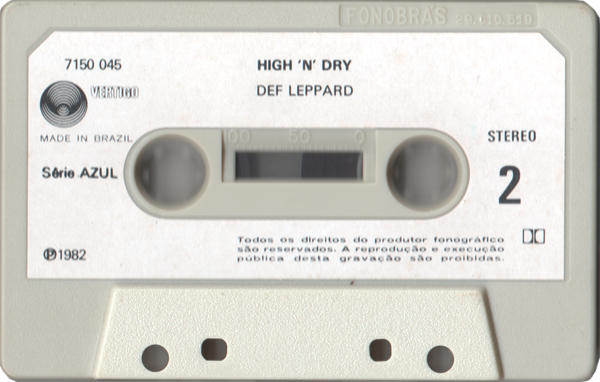 FONOBRÁS
7150 045
HIGH 'N' DRY
VERTIGO
DEF LEPPARD
MADE IN BRAZIL
100 50 0
STEREO
Série AZUL
2
Todos os direitos do produtor fonográfico
são reservados. A reprodução e execução
pública desta gravação são proibidas.
℗1982